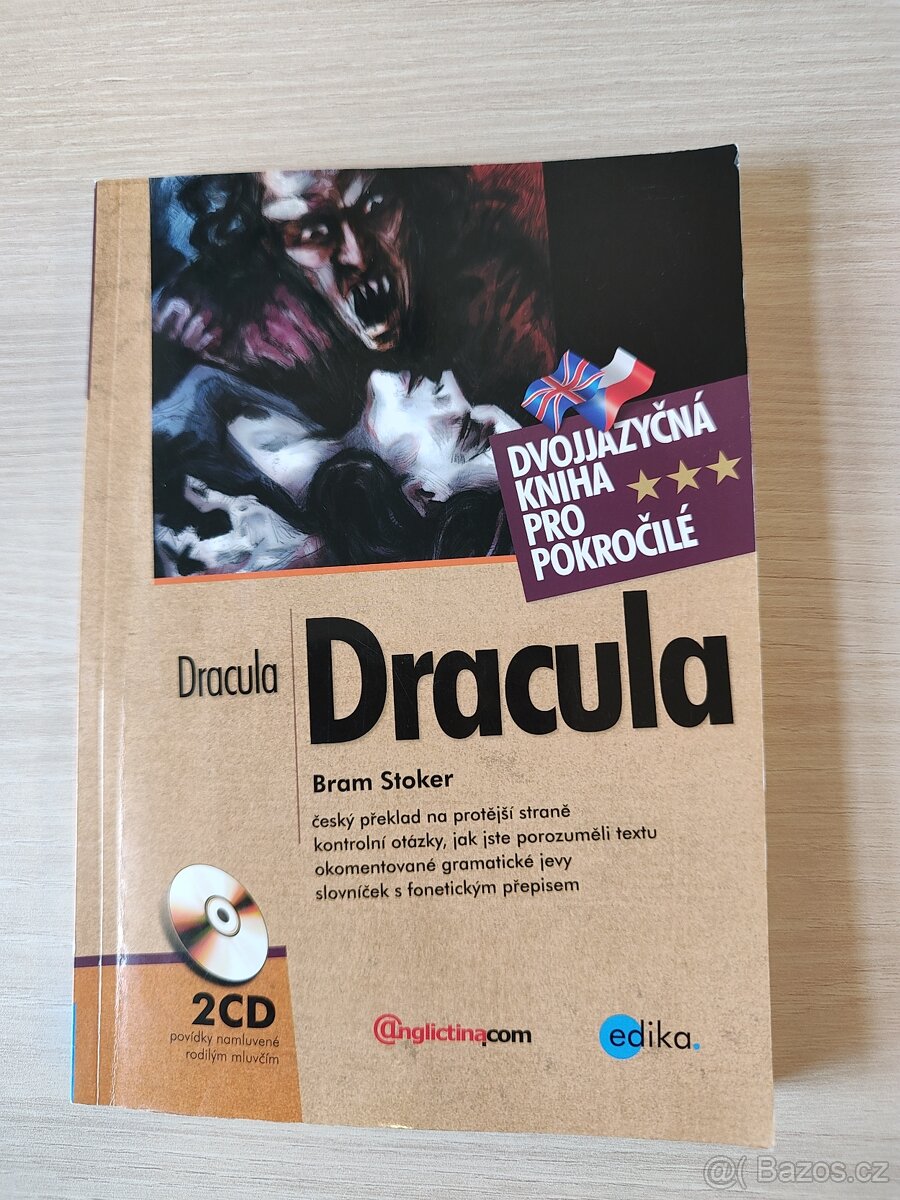 DVOJJAZYČNÁ
KNIHA
PRO
POKROČILÉ
Dracula
Dracula
Bram Stoker
český překlad na protější straně
kontrolní otázky, jak jste porozuměli textu
okomentované gramatické jevy
slovníček s fonetickým přepisem
2CD
povídky namluvené
rodilým mluvčím
@nglictina.com
edika.
@( Bazos.cz